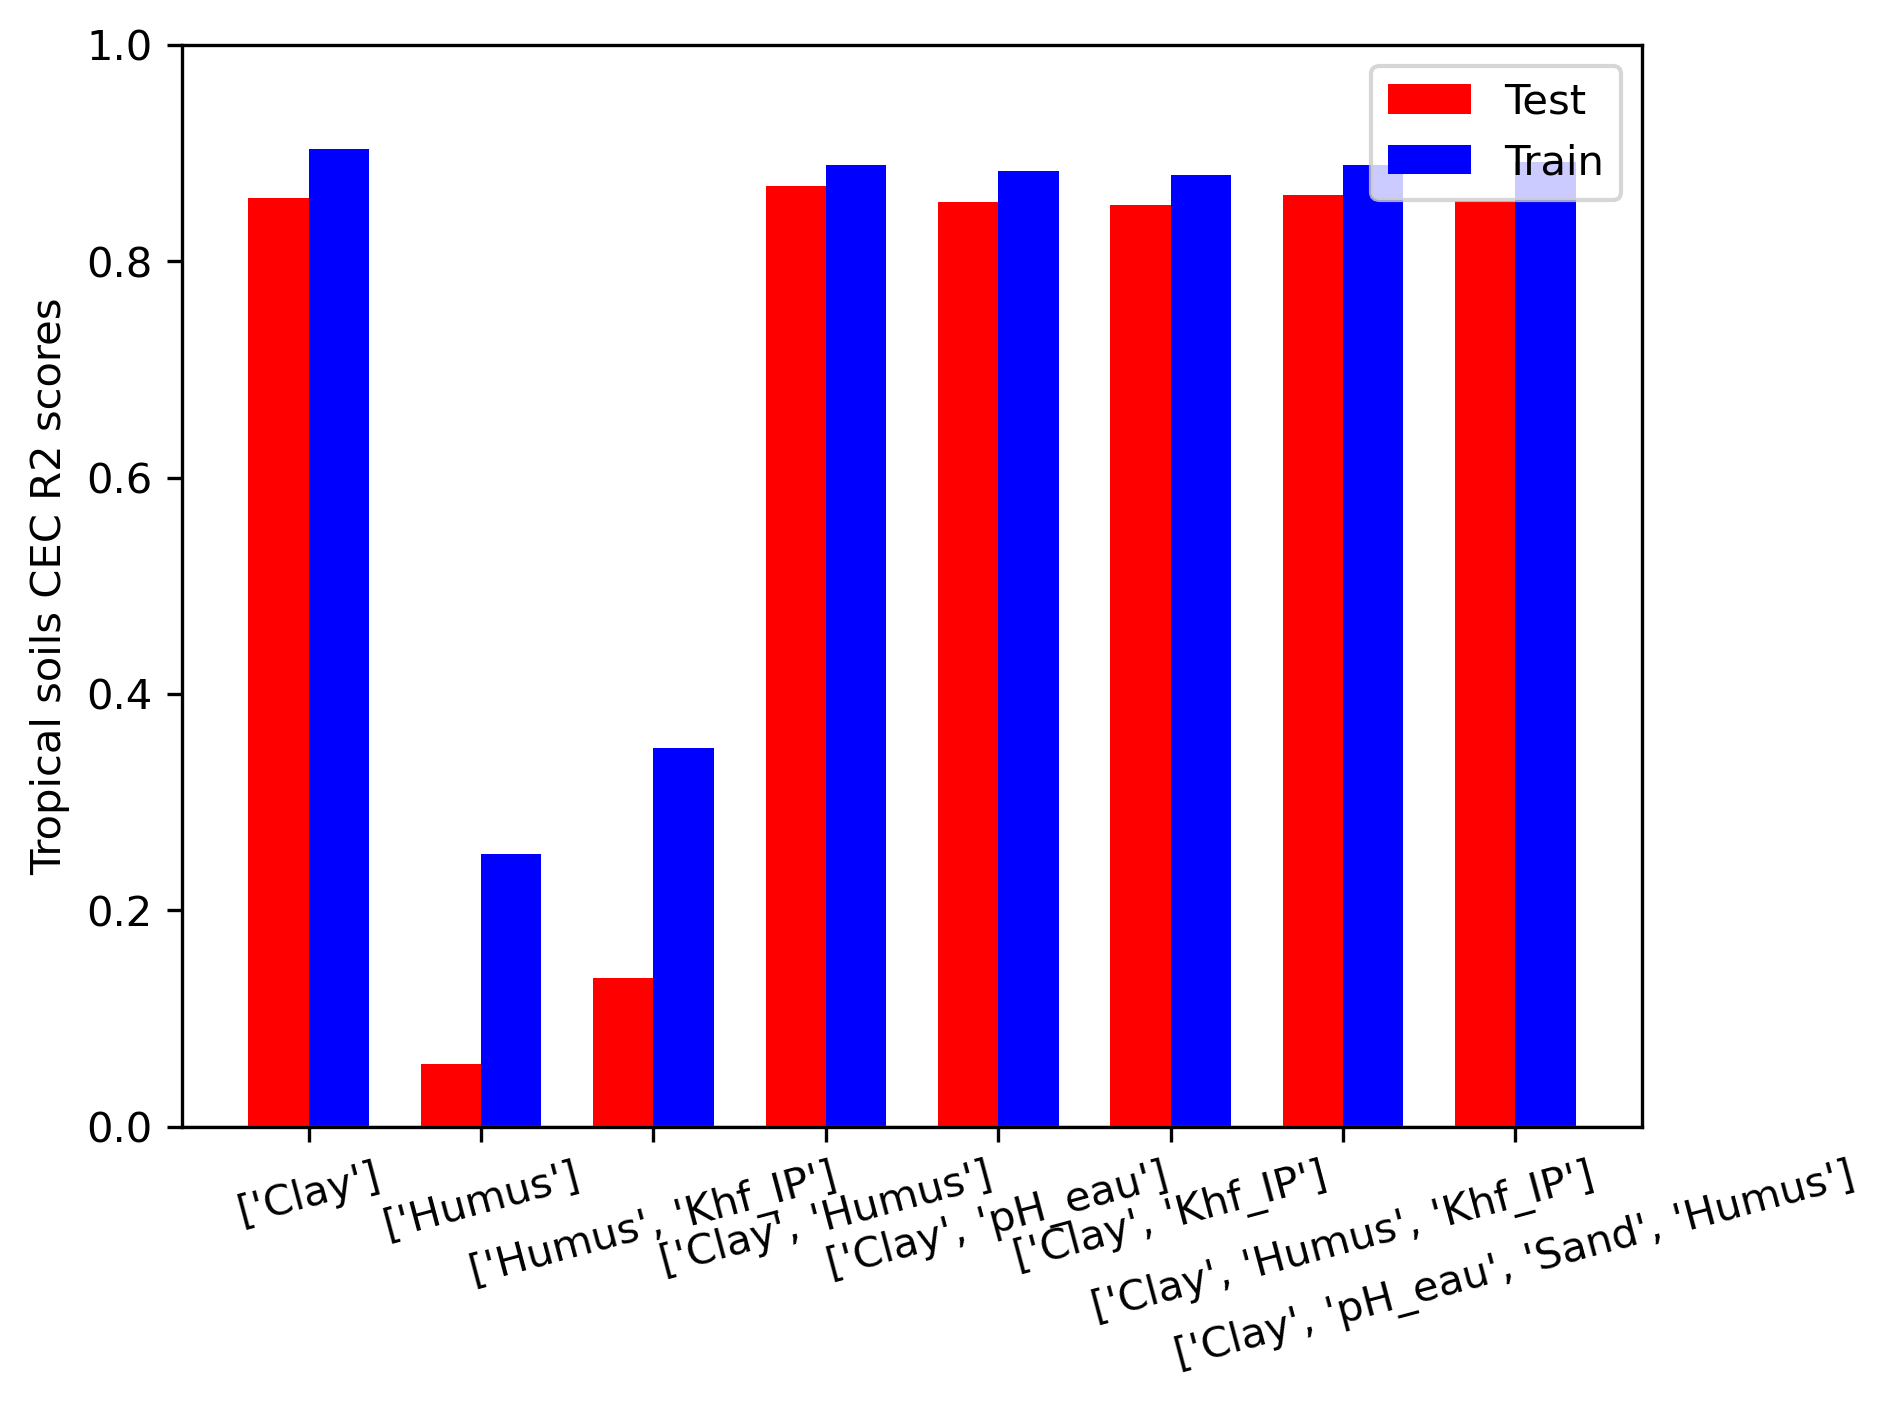 1.0
0.8
0.6
0.4
0.2
0.0
Tropical soils CEC R2 scores
Test
Train
['Clay']
['Humus']
['Humus', 'Khf_IP']
['Clay', 'Humus']
['Clay', 'pH_eau']
['Clay', 'Khf_IP']
['Clay', 'Humus', 'Khf_IP']
['Clay', 'pH_eau', 'Sand', 'Humus']